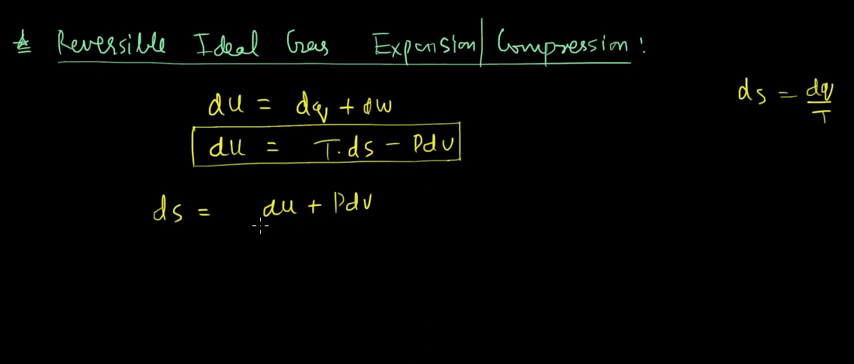 * Reversible Ideal Gas Expansion/Compression:
du = dq + dw
ds = dq/T
du = T.ds - Pdv
ds = du + Pdv